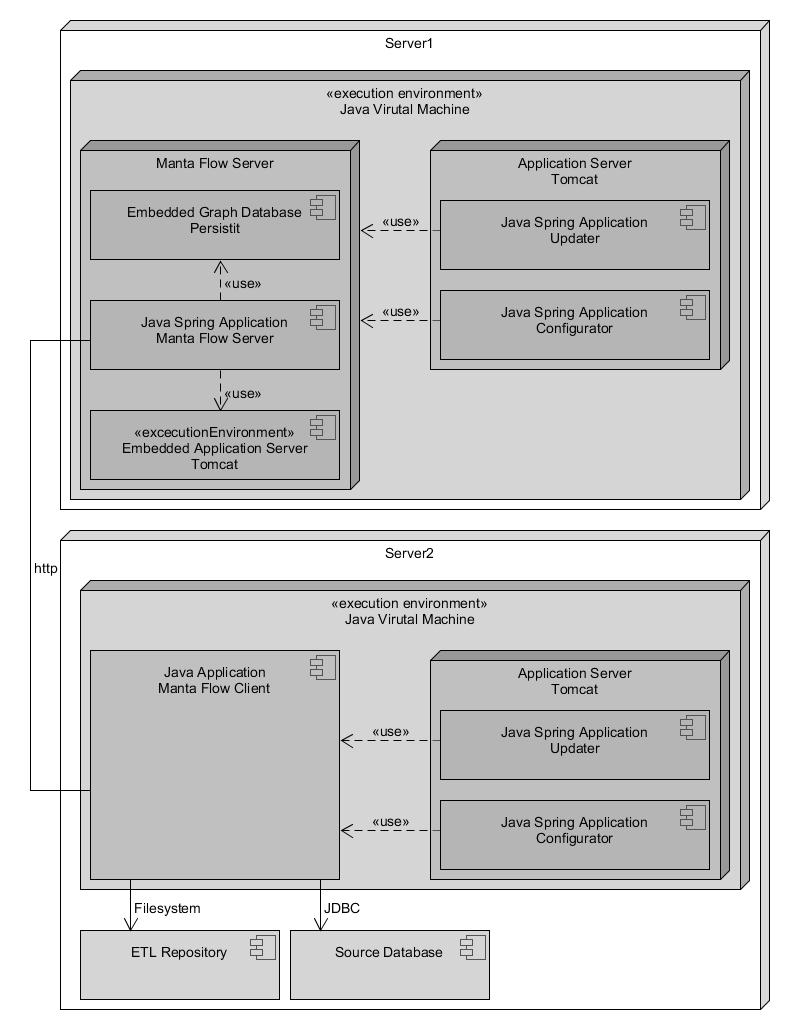 Server1
«execution environment»
Java Virutal Machine
Manta Flow Server
Embedded Graph Database
Persistit
«use»
Java Spring Application
Manta Flow Server
«use»
«excecutionEnvironment»
Embedded Application Server
Tomcat
Application Server
Tomcat
«use»
Java Spring Application
Updater
«use»
Java Spring Application
Configurator
http
Server2
«execution environment»
Java Virutal Machine
Java Application
Manta Flow Client
Application Server
Tomcat
«use»
Java Spring Application
Updater
«use»
Java Spring Application
Configurator
Filesystem
JDBC
ETL Repository
Source Database